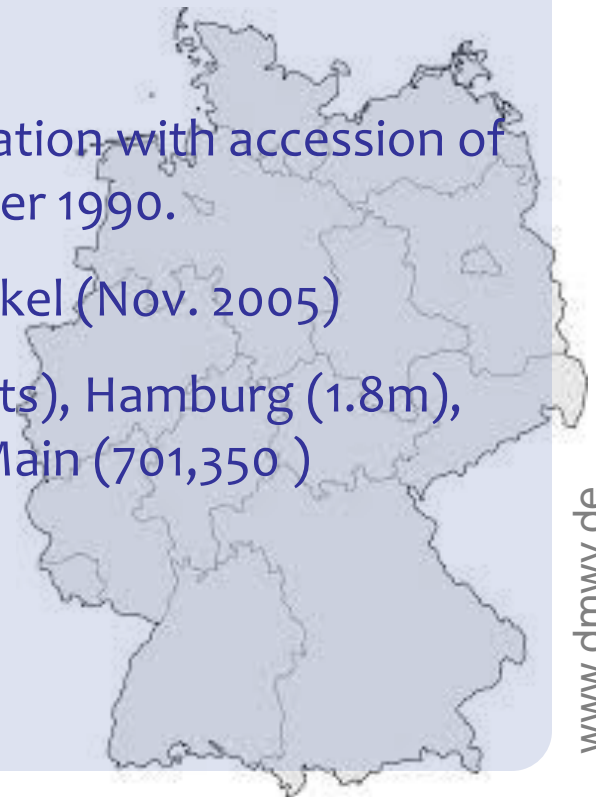 ation with accession of
er 1990.
kel (Nov. 2005)
ts), Hamburg (1.8m),
Main (701,350 )
www.dmwv.de